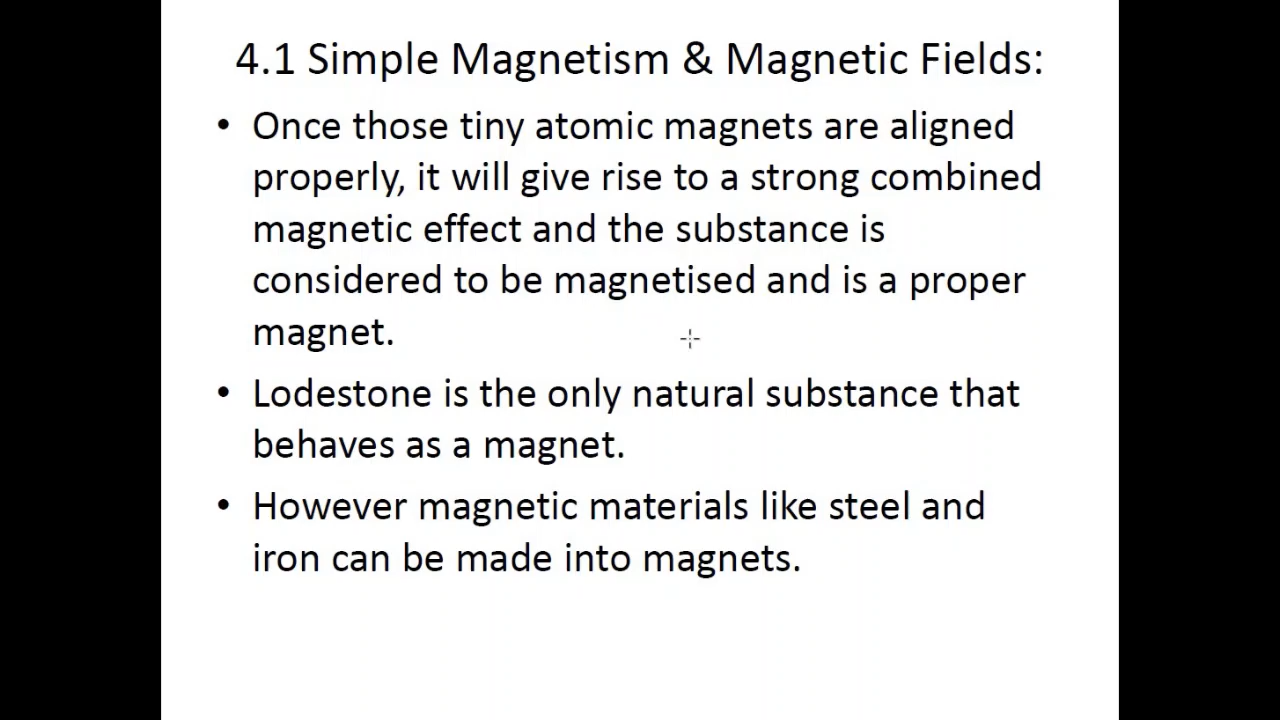 4.1 Simple Magnetism & Magnetic Fields:
• Once those tiny atomic magnets are aligned
properly, it will give rise to a strong combined
magnetic effect and the substance is
considered to be magnetised and is a proper
magnet.
• Lodestone is the only natural substance that
behaves as a magnet.
• However magnetic materials like steel and
iron can be made into magnets.